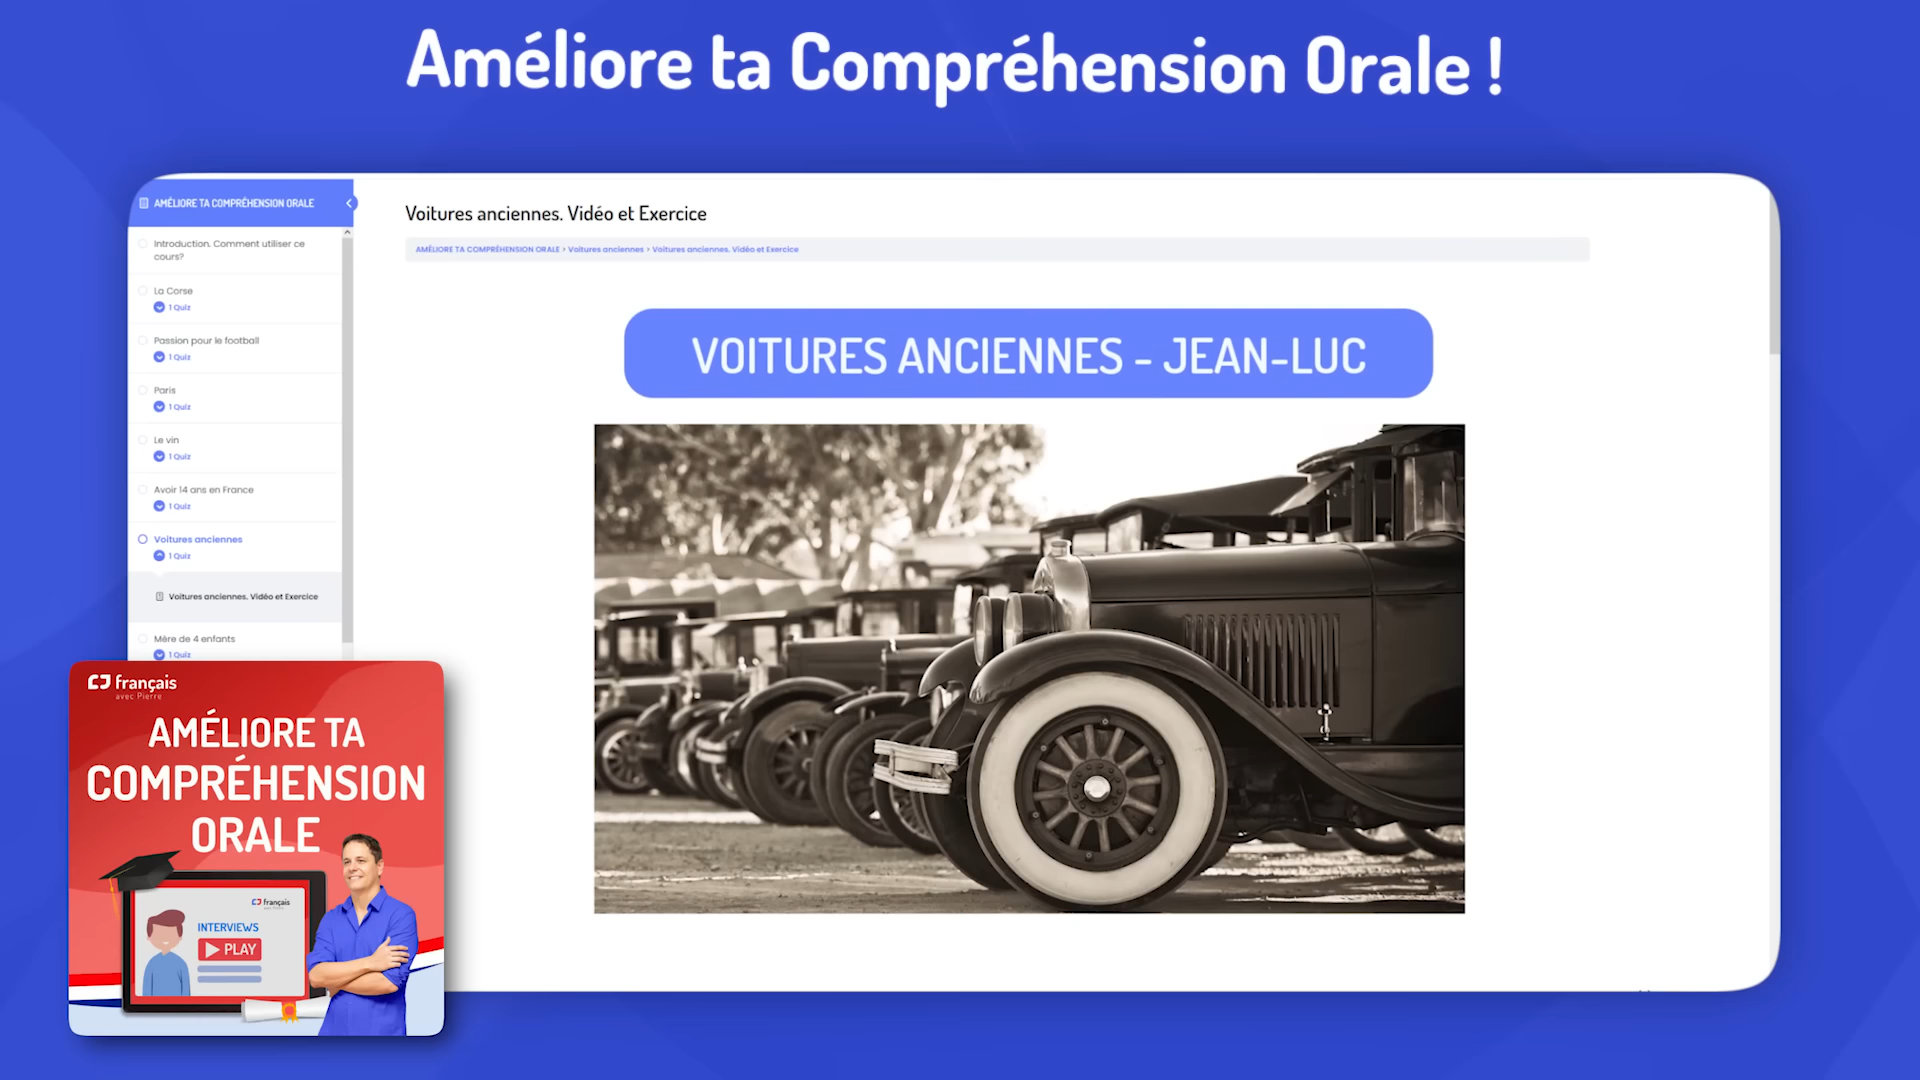 Améliore ta Compréhension Orale !
AMÉLIORE TA COMPRÉHENSION ORALE
Introduction. Comment utiliser ce
cours?
La Corse
1 Quiz
Passion pour le football
1 Quiz
Paris
1 Quiz
Le vin
1 Quiz
Avoir 14 ans en France
1 Quiz
Voitures anciennes
1 Quiz
Voitures anciennes. Vidéo et Exercice
Mère de 4 enfants
1 Quiz
Voitures anciennes. Vidéo et Exercice
AMÉLIORE TA COMPRÉHENSION ORALE > Voitures anciennes > Voitures anciennes. Vidéo et Exercice
VOITURES ANCIENNES - JEAN-LUC
français
avec Pierre
AMÉLIORE TA
COMPRÉHENSION
ORALE
français
INTERVIEWS
PLAY